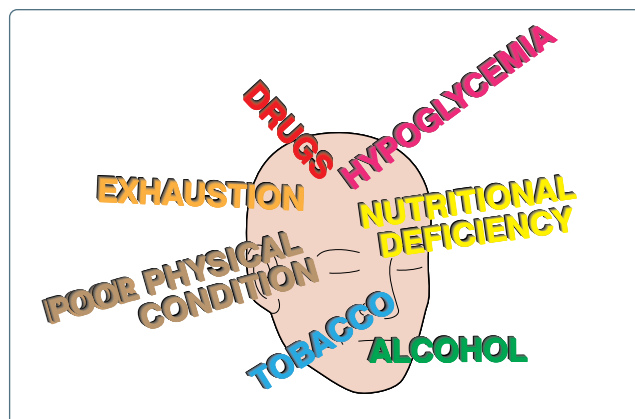 DRUGS
HYPOGLYCEMIA
EXHAUSTION
NUTRITIONAL
DEFICIENCY
POOR PHYSICAL
CONDITION
TOBACCO
ALCOHOL